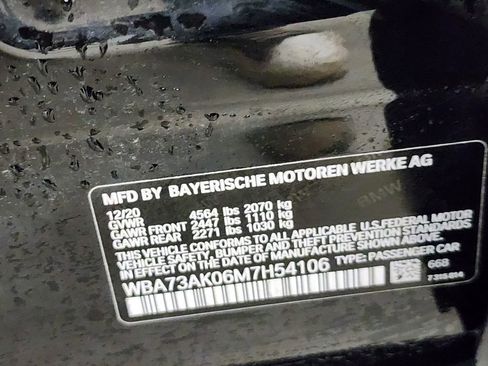 MFD BY BAYERISCHE MOTOREN WERKE AG
12/20
GVWR 4564 lbs 2070 kg
GAWR FRONT 2447 lbs 1110 kg
GAWR REAR 2271 lbs 1030 kg
THIS VEHICLE CONFORMS TO ALL APPLICABLE U.S. FEDERAL MOTOR
VEHICLE SAFETY, BUMPER AND THEFT PREVENTION STANDARDS
IN EFFECT ON THE DATE OF MANUFACTURE SHOWN ABOVE.
WBA73AK06M7H54106 TYPE: PASSENGER CAR
668